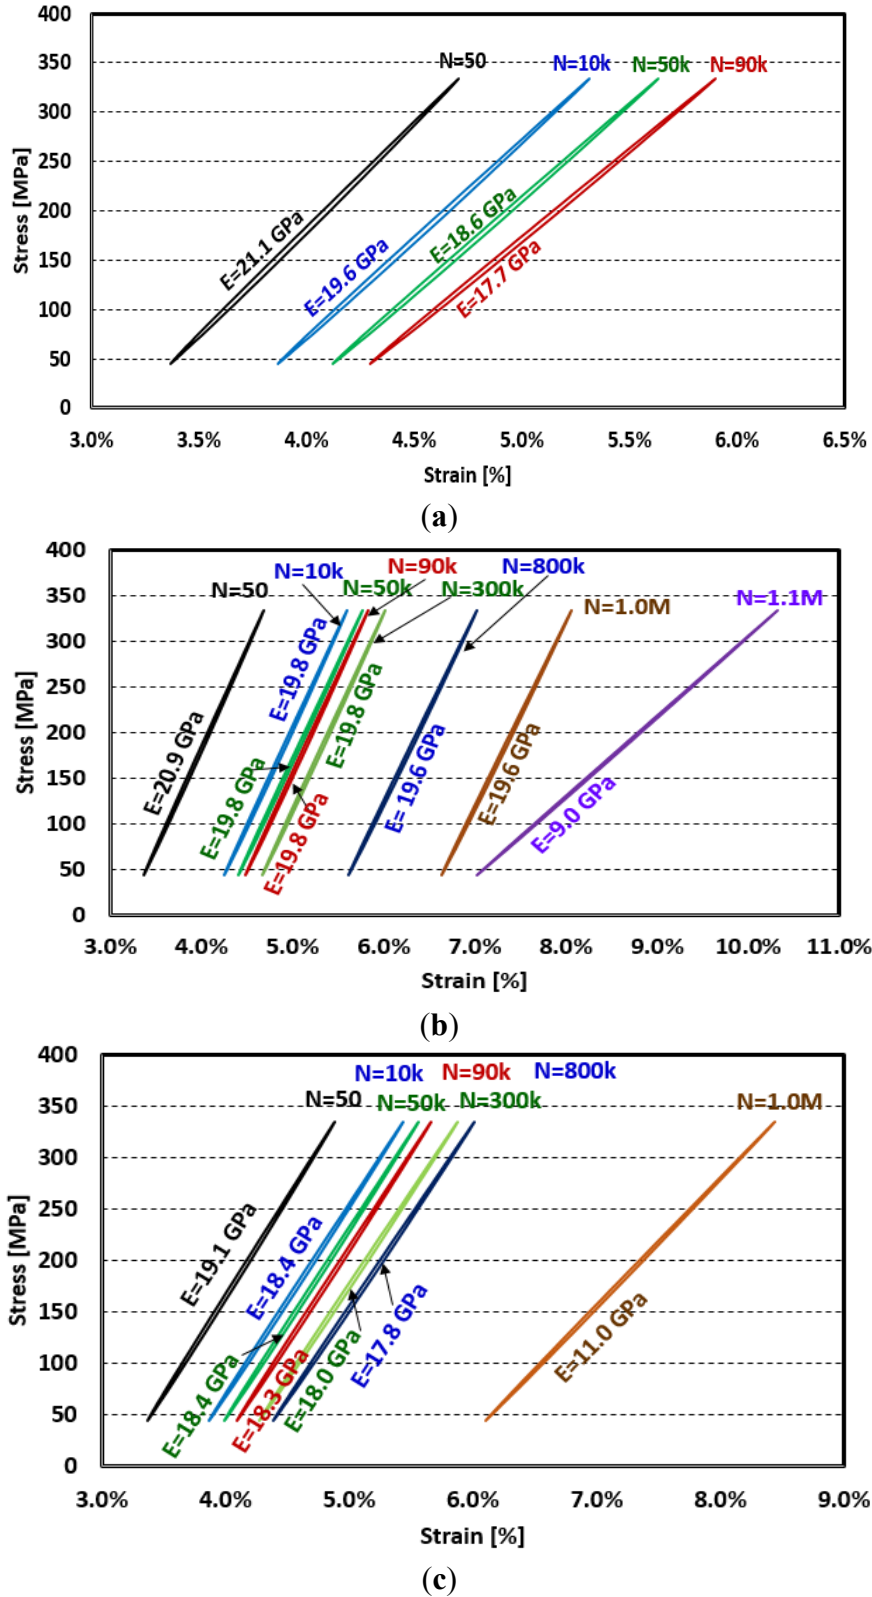 400
350
300
250
200
150
100
50
0
Stress [MPa]
N=50
N=10k
N=50k
N=90k
E=21.1 GPa
E=19.6 GPa
E=18.6 GPa
E=17.7 GPa
3.0% 3.5% 4.0% 4.5% 5.0% 5.5% 6.0% 6.5%
Strain [%]
(a)
400
350
300
250
200
150
100
50
0
Stress [MPa]
N=50
N=10k
N=50k
N=90k
N=300k
N=800k
N=1.0M
N=1.1M
E=20.9 GPa
E=19.8 GPa
E=19.8 GPa
E=19.8 GPa
E=19.8 GPa
E= 19.6 GPa
E=19.6 GPa
E=9.0 GPa
3.0% 4.0% 5.0% 6.0% 7.0% 8.0% 9.0% 10.0% 11.0%
Strain [%]
(b)
400
350
300
250
200
150
100
50
0
Stress [MPa]
N=50
N=10k
N=50k
N=90k
N=300k
N=800k
N=1.0M
E=19.1 GPa
E=18.4 GPa
E=18.4 GPa
E=18.3 GPa
E=18.0 GPa
E=17.8 GPa
E=11.0 GPa
3.0% 4.0% 5.0% 6.0% 7.0% 8.0% 9.0%
Strain [%]
(c)